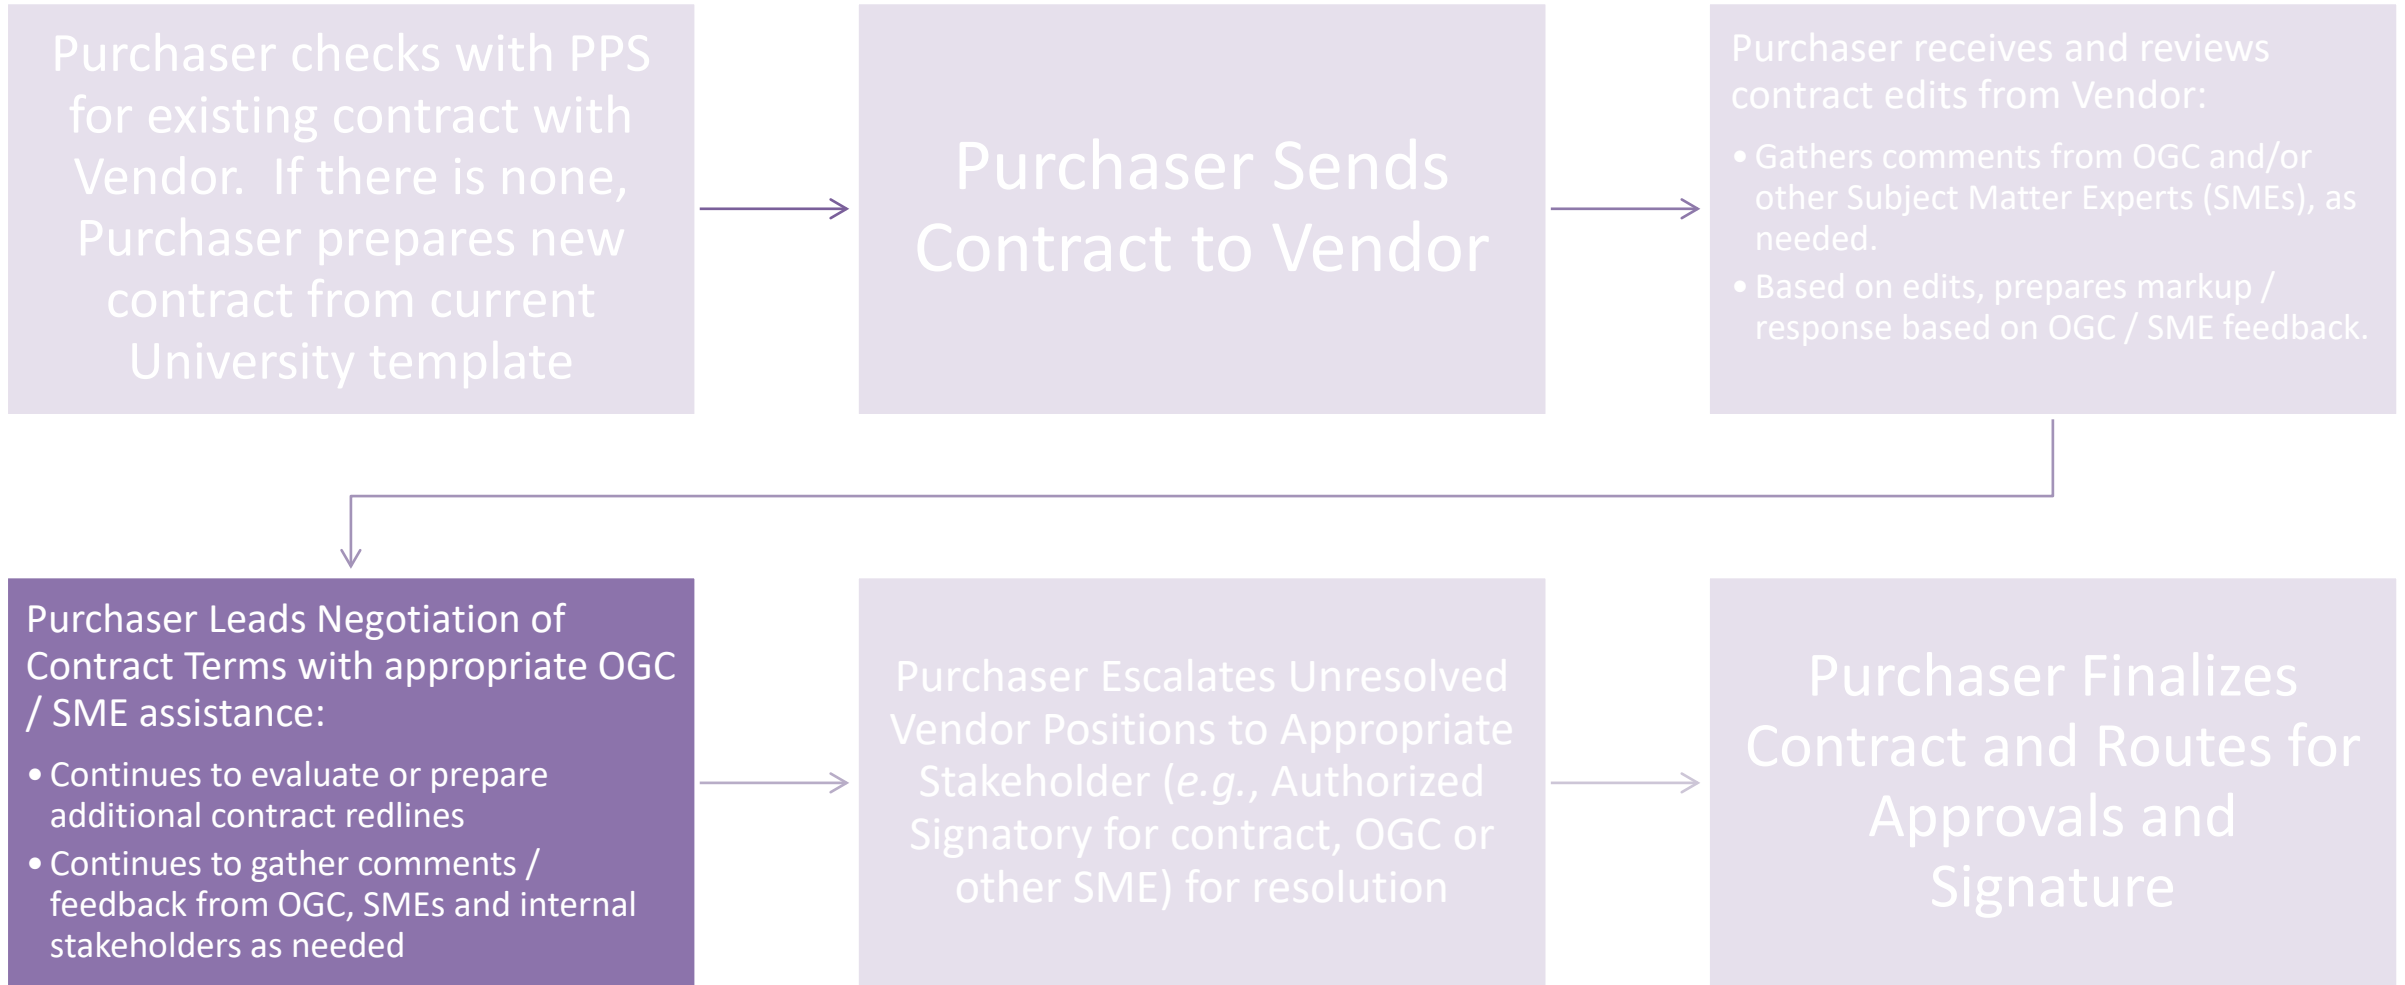 Purchaser checks with PPS
for existing contract with
Vendor.  If there is none,
Purchaser prepares new
contract from current
University template
Purchaser Sends
Contract to Vendor
Purchaser receives and reviews
contract edits from Vendor:
• Gathers comments from OGC and/or
other Subject Matter Experts (SMEs), as
needed.
• Based on edits, prepares markup /
response based on OGC / SME feedback.
Purchaser Leads Negotiation of
Contract Terms with appropriate OGC
/ SME assistance:
• Continues to evaluate or prepare
additional contract redlines
• Continues to gather comments /
feedback from OGC, SMEs and internal
stakeholders as needed
Purchaser Escalates Unresolved
Vendor Positions to Appropriate
Stakeholder (e.g., Authorized
Signatory for contract, OGC or
other SME) for resolution
Purchaser Finalizes
Contract and Routes for
Approvals and
Signature